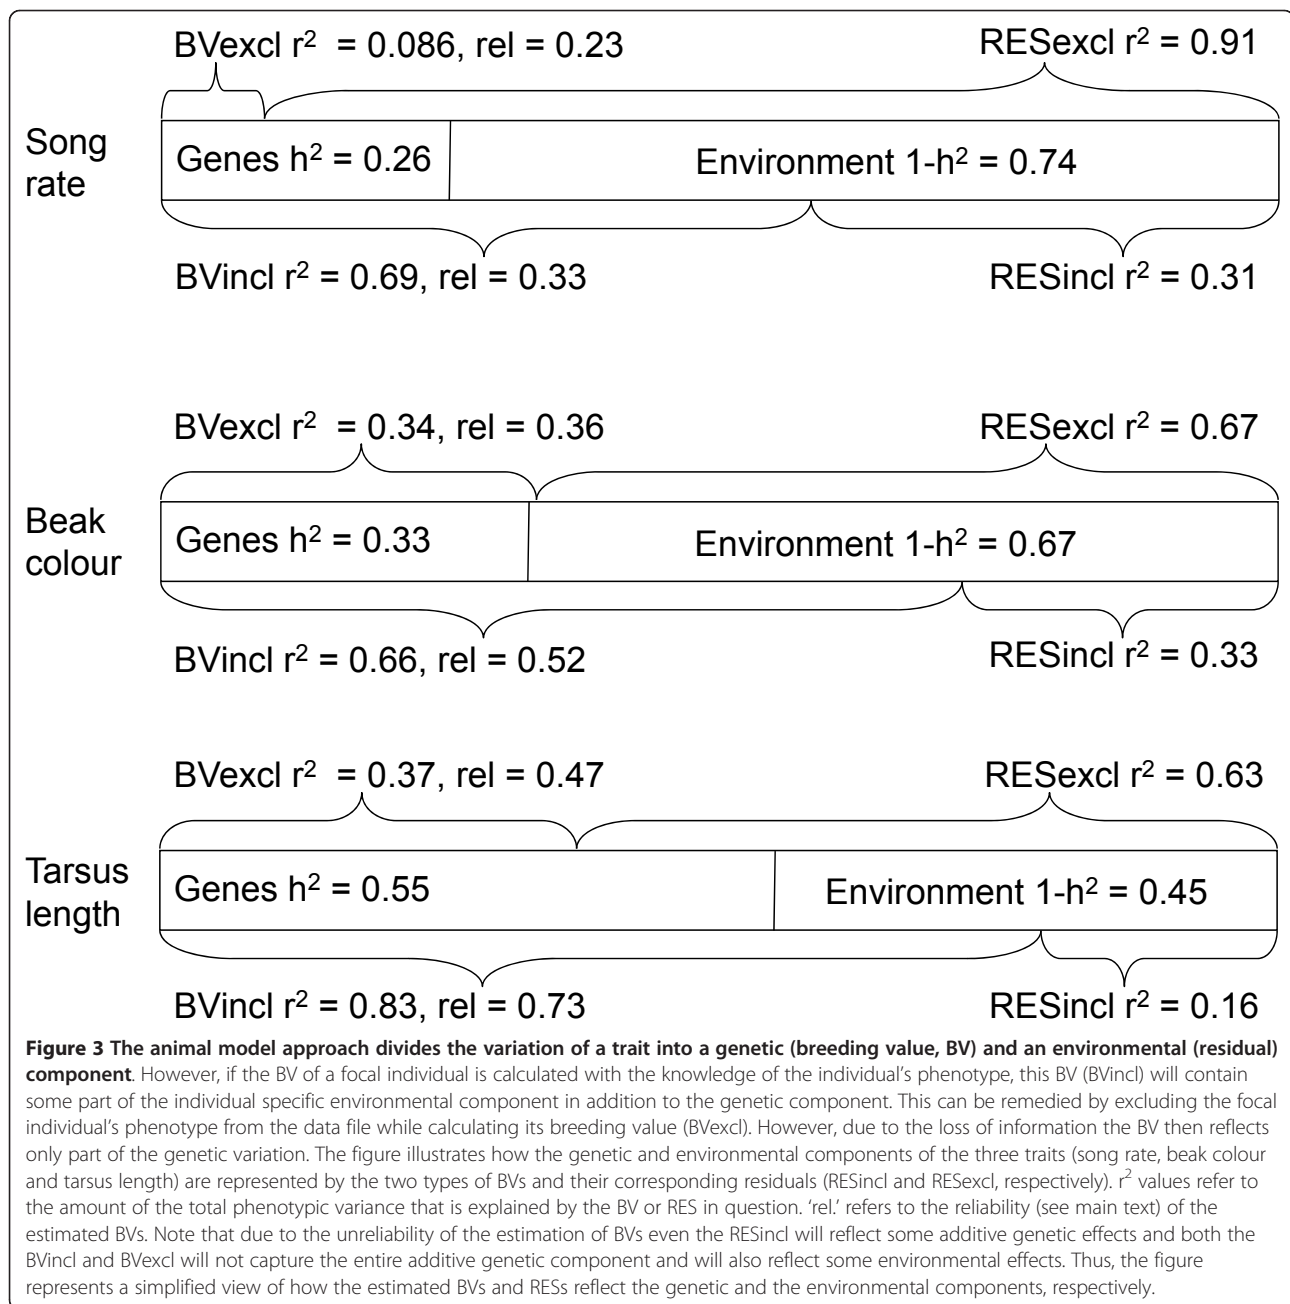 BVexcl r² = 0.086, rel = 0.23
RESexcl r² = 0.91
Song
rate
Genes h² = 0.26
Environment 1-h² = 0.74
BVincl r² = 0.69, rel = 0.33
RESincl r² = 0.31
BVexcl r² = 0.34, rel = 0.36
RESexcl r² = 0.67
Beak
colour
Genes h² = 0.33
Environment 1-h² = 0.67
BVincl r² = 0.66, rel = 0.52
RESincl r² = 0.33
BVexcl r² = 0.37, rel = 0.47
RESexcl r² = 0.63
Tarsus
length
Genes h² = 0.55
Environment 1-h² = 0.45
BVincl r² = 0.83, rel = 0.73
RESincl r² = 0.16
Figure 3 The animal model approach divides the variation of a trait into a genetic (breeding value, BV) and an environmental (residual)
component. However, if the BV of a focal individual is calculated with the knowledge of the individual's phenotype, this BV (BVincl) will contain
some part of the individual specific environmental component in addition to the genetic component. This can be remedied by excluding the focal
individual's phenotype from the data file while calculating its breeding value (BVexcl). However, due to the loss of information the BV then reflects
only part of the genetic variation. The figure illustrates how the genetic and environmental components of the three traits (song rate, beak colour
and tarsus length) are represented by the two types of BVs and their corresponding residuals (RESincl and RESexcl, respectively). r² values refer to
the amount of the total phenotypic variance that is explained by the BV or RES in question. 'rel.' refers to the reliability (see main text) of the
estimated BVs. Note that due to the unreliability of the estimation of BVs even the RESincl will reflect some additive genetic effects and both the
BVincl and BVexcl will not capture the entire additive genetic component and will also reflect some environmental effects. Thus, the figure
represents a simplified view of how the estimated BVs and RESs reflect the genetic and the environmental components, respectively.